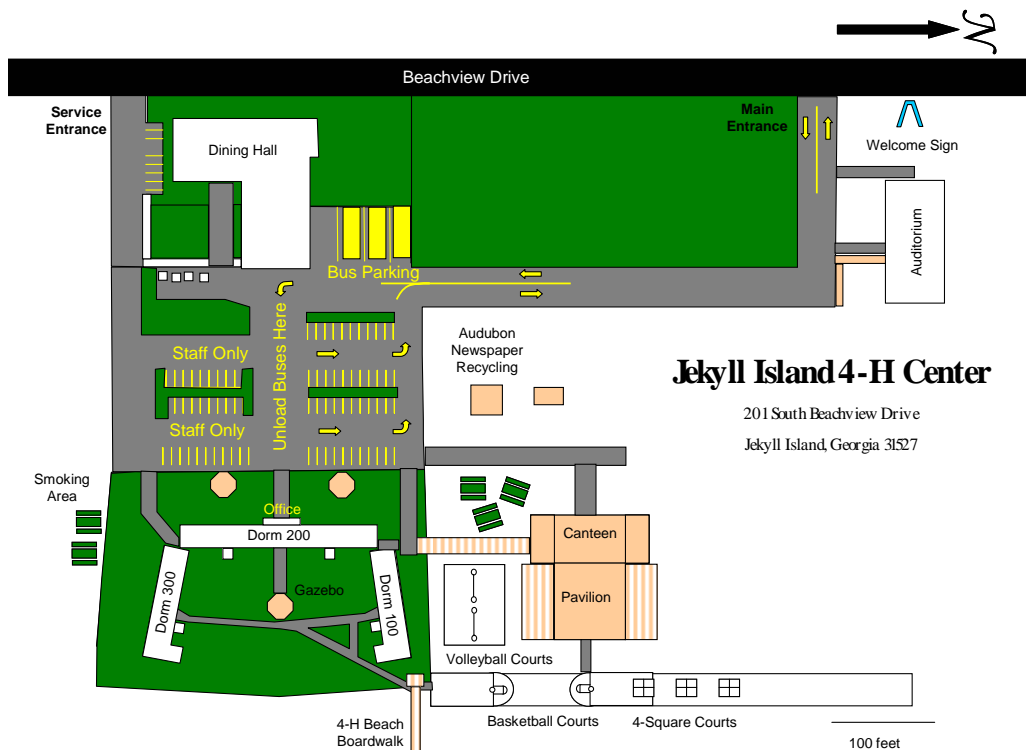 N
Beachview Drive
Service
Entrance
Main
Entrance
Welcome Sign
Dining Hall
Auditorium
Bus Parking
Unload Buses Here
Staff Only
Staff Only
Audubon
Newspaper
Recycling
Jekyll Island 4-H Center
201 South Beachview Drive
Jekyll Island, Georgia 31527
Smoking
Area
Office
Dorm 200
Canteen
Dorm 300
Gazebo
Dorm 100
Pavilion
Volleyball Courts
4-H Beach
Boardwalk
Basketball Courts
4-Square Courts
100 feet